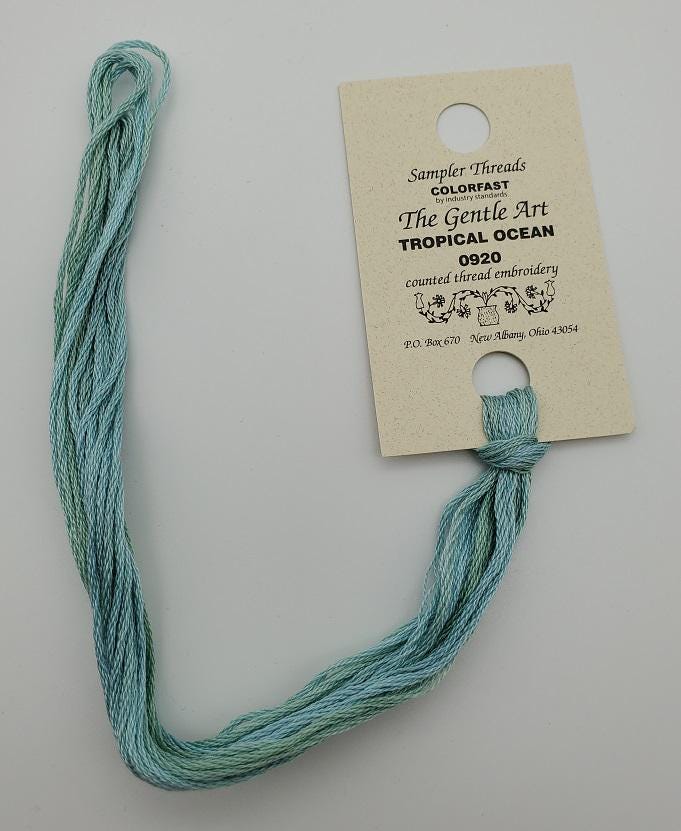 Sampler Threads
COLORFAST
by industry standards.
The Gentle Art
TROPICAL OCEAN
0920
counted thread embroidery
P.O. Box 670 New Albany, Ohio 43054